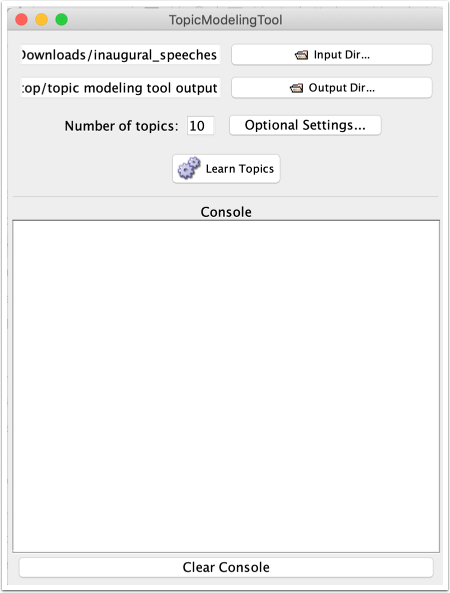 TopicModelingTool
Downloads/inaugural_speeches
Input Dir...
top/topic modeling tool output
Output Dir...
Number of topics: 10
Optional Settings...
Learn Topics
Console
Clear Console